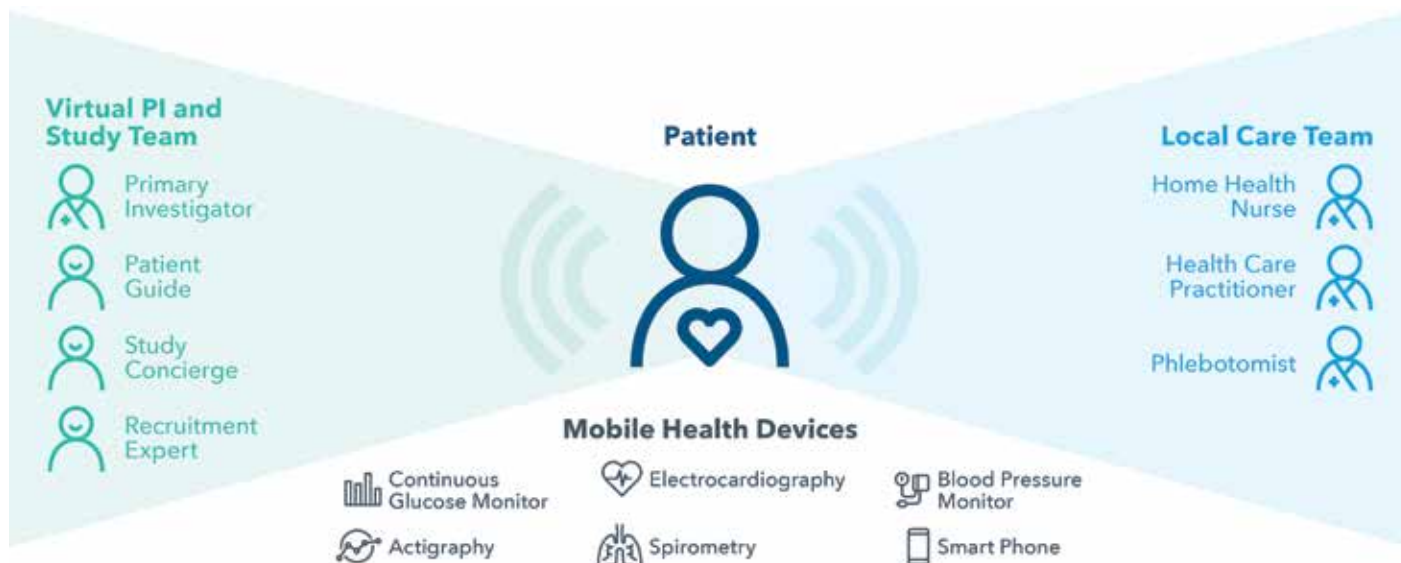 Virtual PI and
Study Team
Primary
Investigator
Patient
Guide
Study
Concierge
Recruitment
Expert
Patient
Local Care Team
Home Health
Nurse
Health Care
Practitioner
Phlebotomist
Mobile Health Devices
Continuous
Glucose Monitor
Electrocardiography
Blood Pressure
Monitor
Actigraphy
Spirometry
Smart Phone